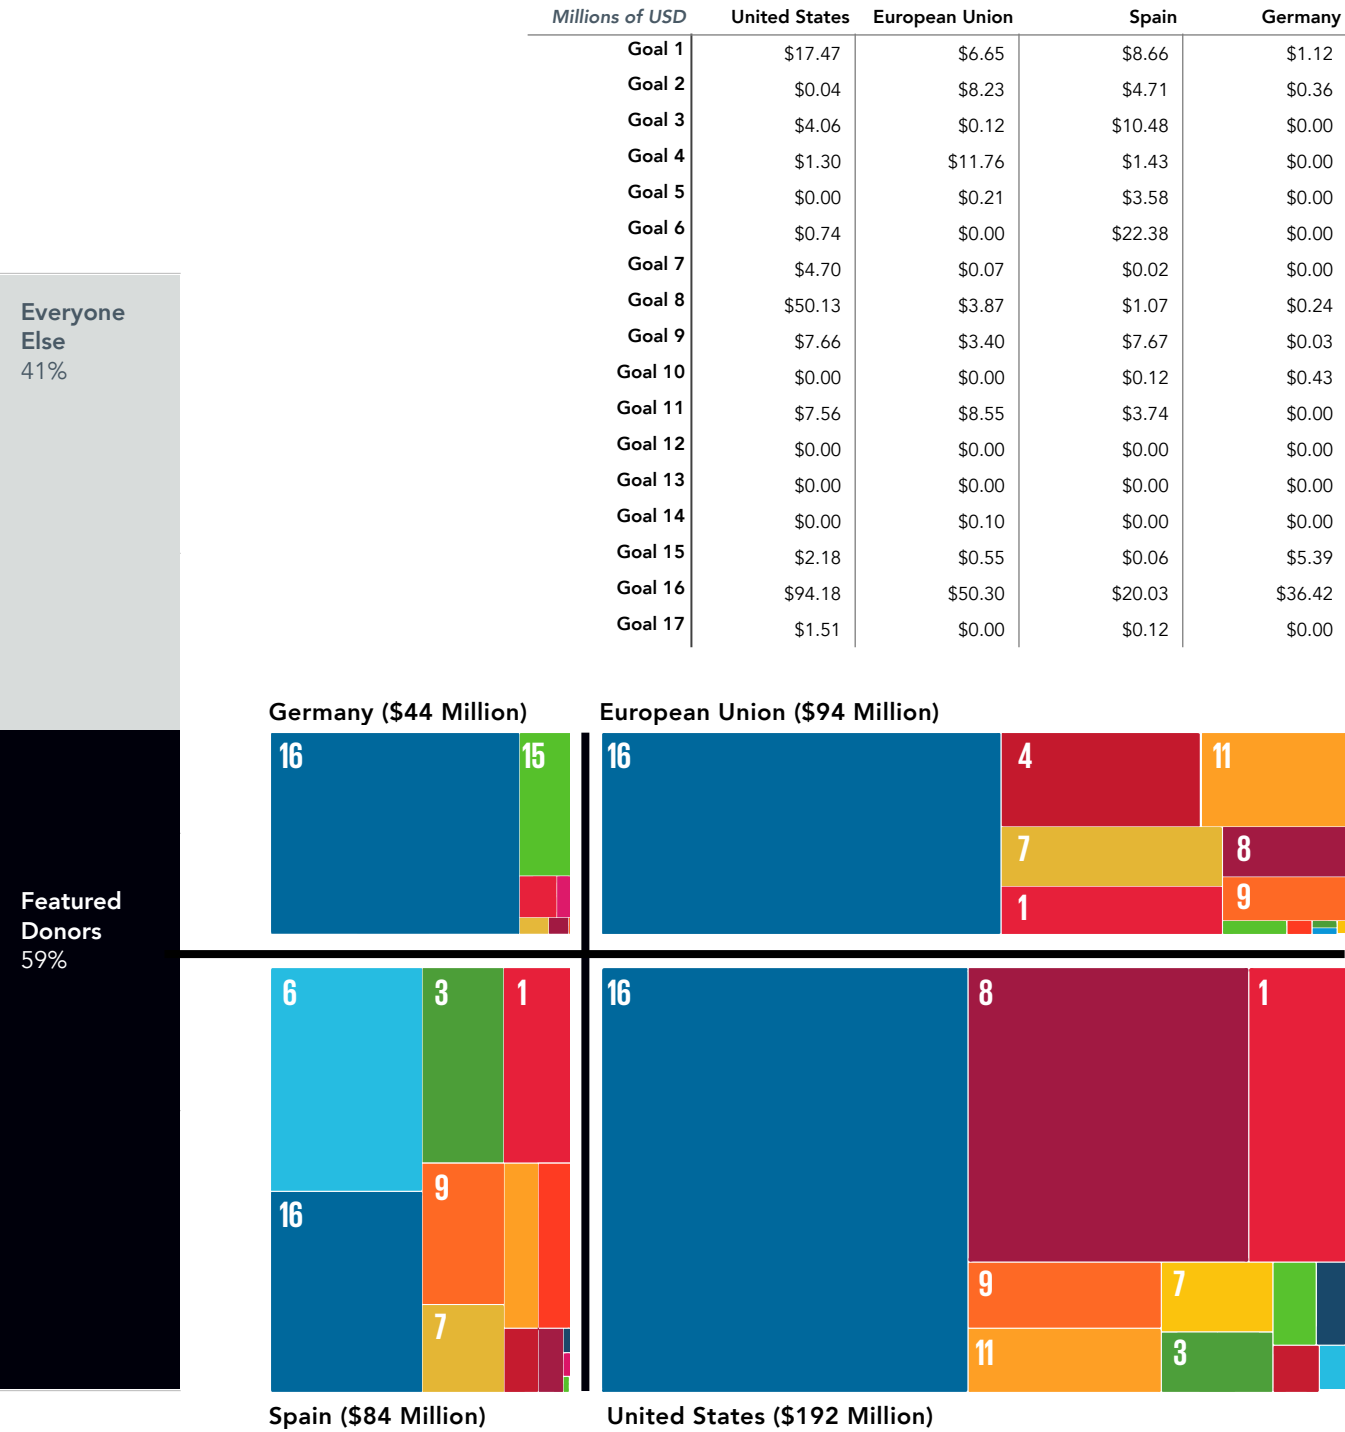 Millions of USD United States European Union Spain Germany
Goal 1 $17.47 $6.65 $8.66 $1.12
Goal 2 $0.04 $8.23 $4.71 $0.36
Goal 3 $4.06 $0.12 $10.48 $0.00
Goal 4 $1.30 $11.76 $1.43 $0.00
Goal 5 $0.00 $0.21 $3.58 $0.00
Goal 6 $0.74 $0.00 $22.38 $0.00
Goal 7 $4.70 $0.07 $0.02 $0.00
Goal 8 $50.13 $3.87 $1.07 $0.24
Goal 9 $7.66 $3.40 $7.67 $0.03
Goal 10 $0.00 $0.00 $0.12 $0.43
Goal 11 $7.56 $8.55 $3.74 $0.00
Goal 12 $0.00 $0.00 $0.00 $0.00
Goal 13 $0.00 $0.00 $0.00 $0.00
Goal 14 $0.00 $0.10 $0.00 $0.00
Goal 15 $2.18 $0.55 $0.06 $5.39
Goal 16 $94.18 $50.30 $20.03 $36.42
Goal 17 $1.51 $0.00 $0.12 $0.00
Everyone
Else
41%
Featured
Donors
59%
Germany ($44 Million)
16 15
European Union ($94 Million)
16 4 11
7 8
1 9
6 3 1
9
16
7
Spain ($84 Million)
16 8 1
9 7
11 3
United States ($192 Million)